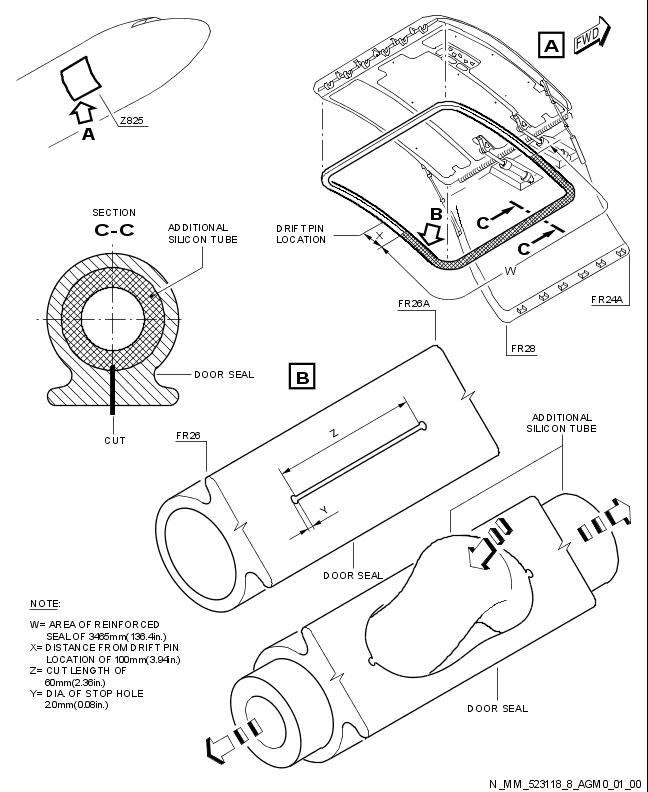 A
FWD
Z825
A
SECTION
C-C
ADDITIONAL
SILICON TUBE
DRIFT PIN
LOCATION
X
B
C
C
W
FR26A
FR24A
FR28
DOOR SEAL
CUT
B
FR26
Z
Y
DOOR SEAL
ADDITIONAL
SILICON TUBE
NOTE:
W= AREA OF REINFORCED
SEAL OF 3465mm(136.4in.)
X= DISTANCE FROM DRIFT PIN
LOCATION OF 100mm(3.94in.)
Z= CUT LENGTH OF
60mm(2.36in.)
Y= DIA. OF STOP HOLE
2.0mm(0.08in.)
DOOR SEAL
N_MM_523118_8_AGM0_01_00